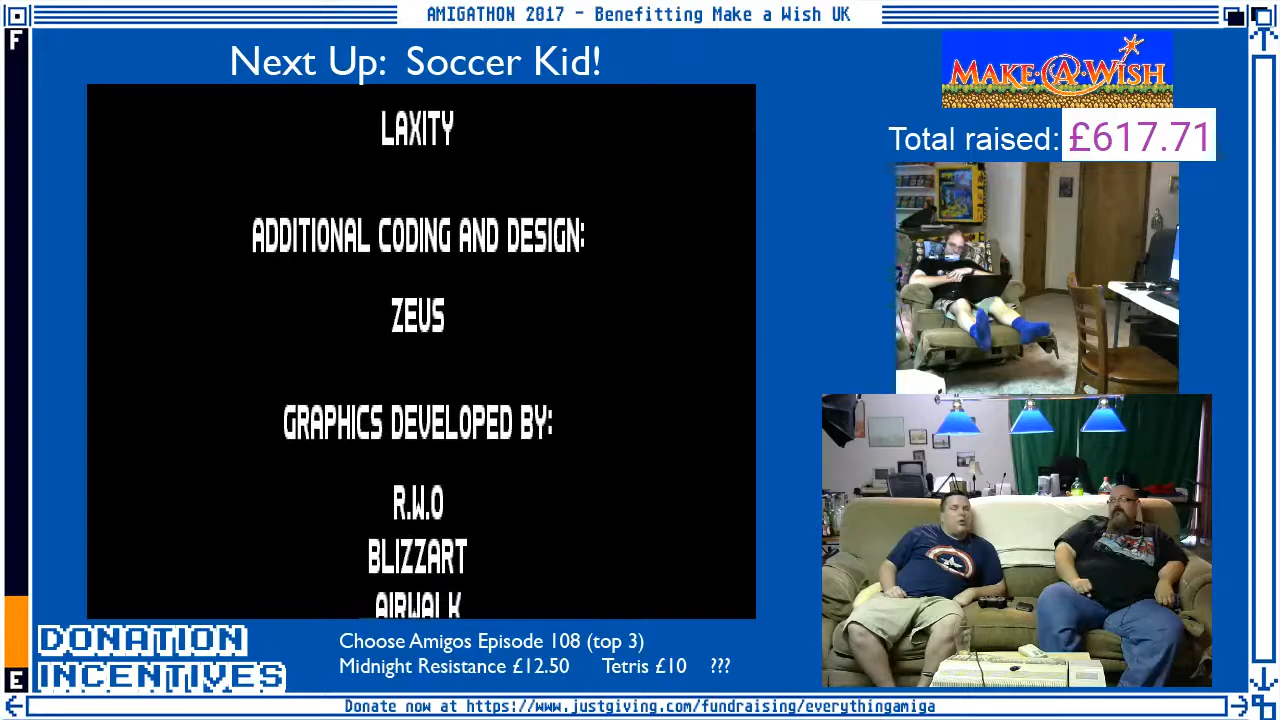 AMIGATHON 2017 - Benefitting Make a Wish UK
F
Next Up: Soccer Kid!
MAKE-A-WISH
Total raised: £617.71
LAXITY
ADDITIONAL CODING AND DESIGN:
ZEUS
GRAPHICS DEVELOPED BY:
R.W.O
BLIZZART
AIRWALK
E
DONATION
INCENTIVES
Choose Amigos Episode 108 (top 3)
Midnight Resistance £12.50 Tetris £10 ???
Donate now at https://www.justgiving.com/fundraising/everythingamiga